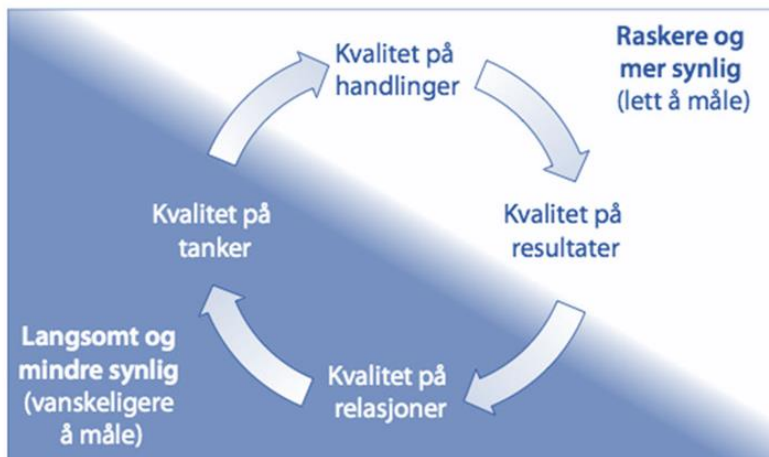 Kvalitet på
handlinger
Raskere og
mer synlig
(lett å måle)
Kvalitet på
tanker
Kvalitet på
resultater
Langsomt og
mindre synlig
(vanskeligere
å måle)
Kvalitet på
relasjoner